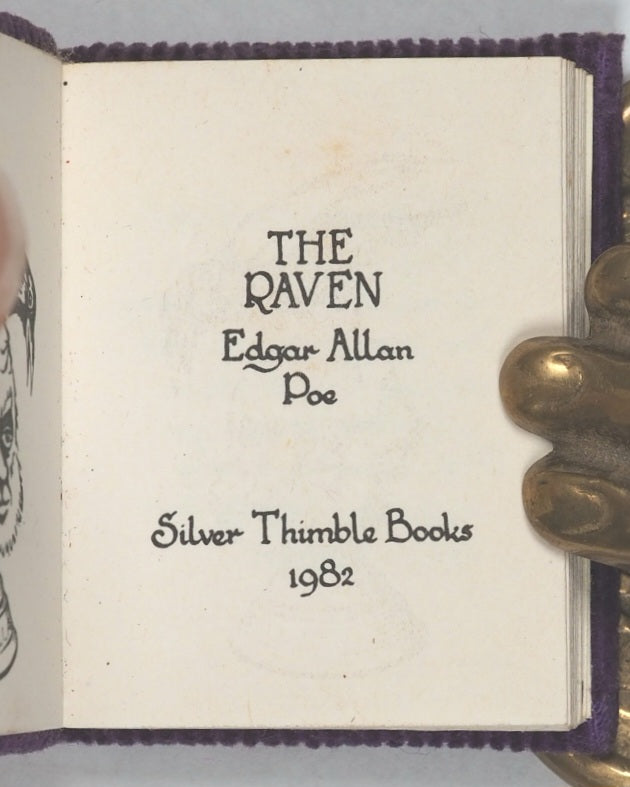 THE
RAVEN
Edgar Allan
Poe
Silver Thimble Books
1982